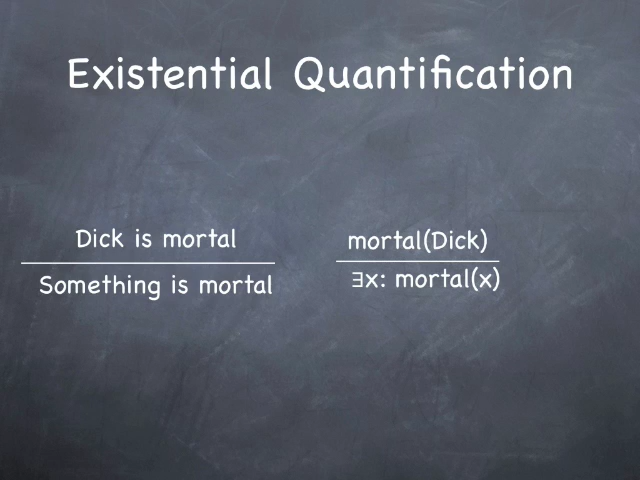 Existential Quantification
Dick is mortal
Something is mortal
mortal(Dick)
∃x: mortal(x)